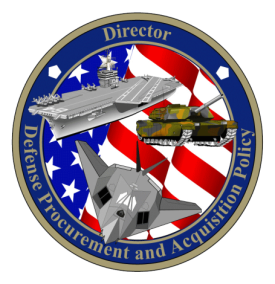 Director
Defense Procurement and Acquisition Policy